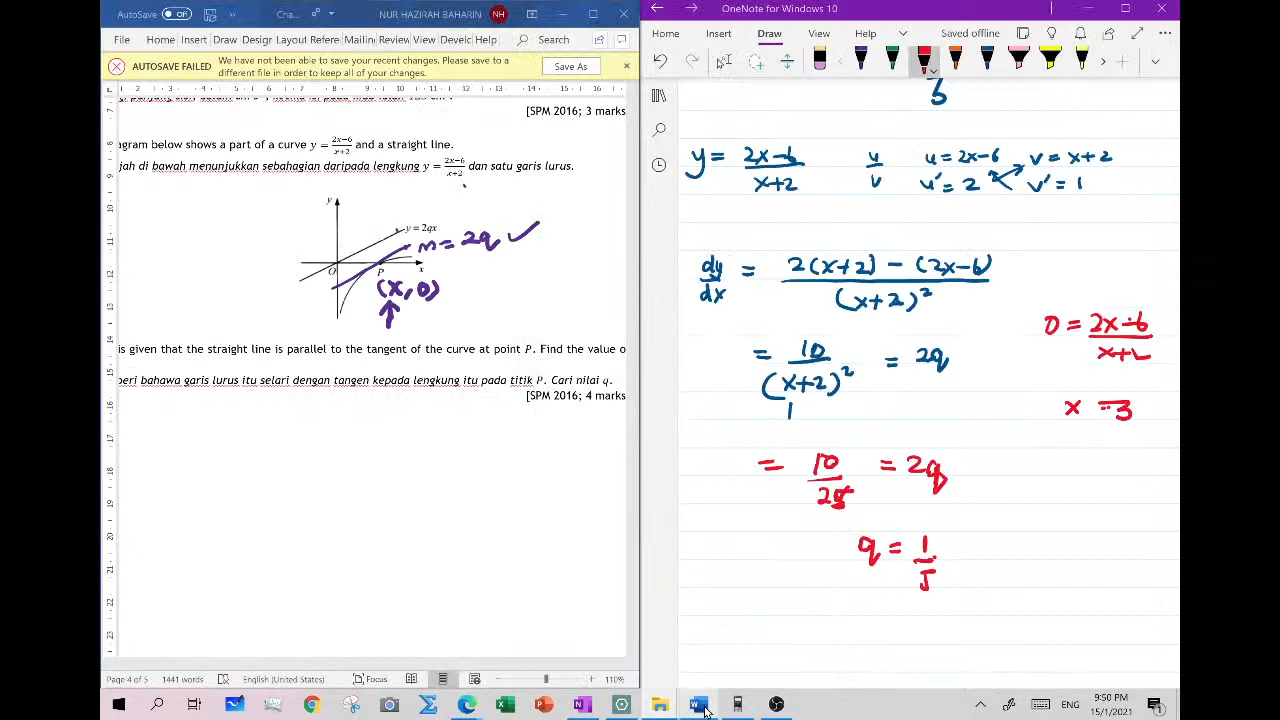 AutoSave Off Cha... NUR HAZIRAH BAHARIN NH
File Home Insert Draw Design Layout Referen Mailing Review View Develo Help Search
AUTOSAVE FAILED We have not been able to save your recent changes. Please save to a different file in order to keep all of your changes. Save As
[SPM 2016; 3 marks
agram below shows a part of a curve y = (2x−6)/(x+2) and a straight line.
jah di bawah menunjukkan sebahagian daripada lengkung y = (2x−6)/(x+2) dan satu garis lurus.
y
y = 2qx
m = 2q ✓
O P x
(x, 0)
is given that the straight line is parallel to the tangent of the curve at point P. Find the value o
beri bahawa garis lurus itu selari dengan tangen kepada lengkung itu pada titik P. Cari nilai q.
[SPM 2016; 4 marks
Page 4 of 5 1441 words Focus 110%
OneNote for Windows 10
Home Insert Draw View Help Saved offline
y = (2x−6)/(x+2) u/v u = 2x−6 v = x+2
u' = 2 v' = 1
dy/dx = (2(x+2) − (2x−6))/(x+2)²
= 10/(x+2)² = 2q
0 = (2x−6)/(x+2)
x = 3
= 10/25 = 2q
q = 1/5
9:50 PM
15/1/2021